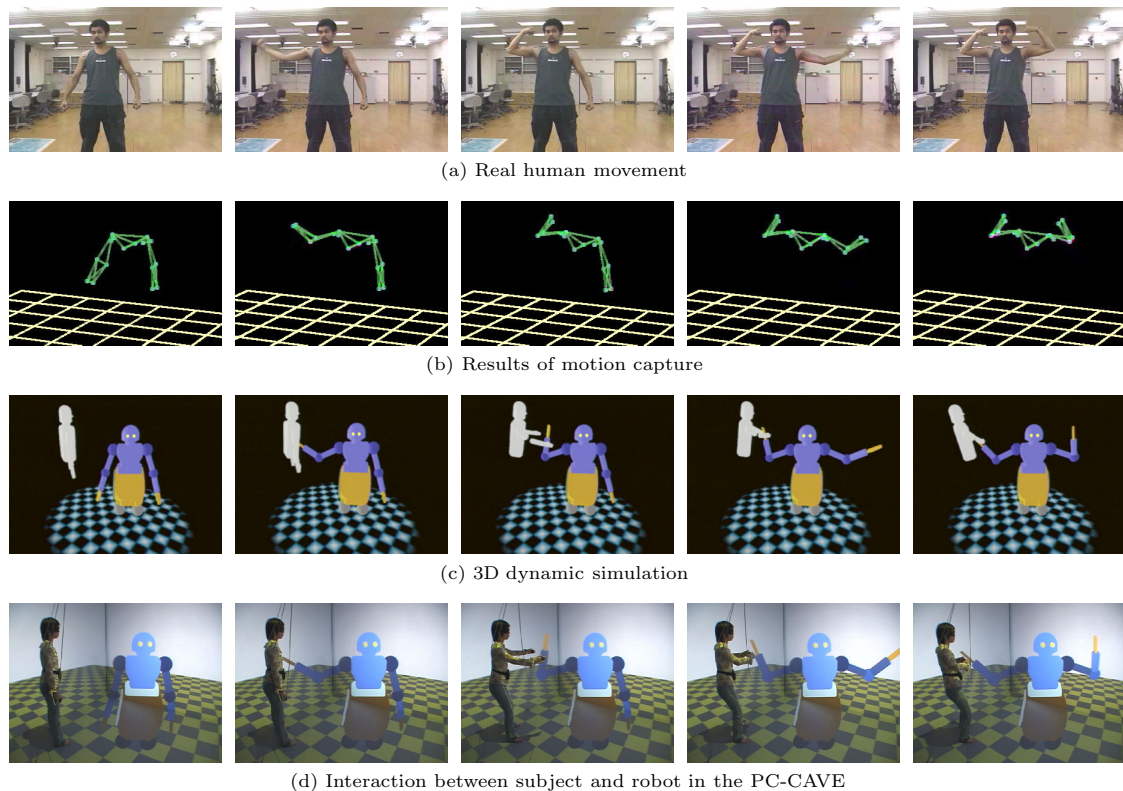 (a) Real human movement
(b) Results of motion capture
(c) 3D dynamic simulation
(d) Interaction between subject and robot in the PC-CAVE